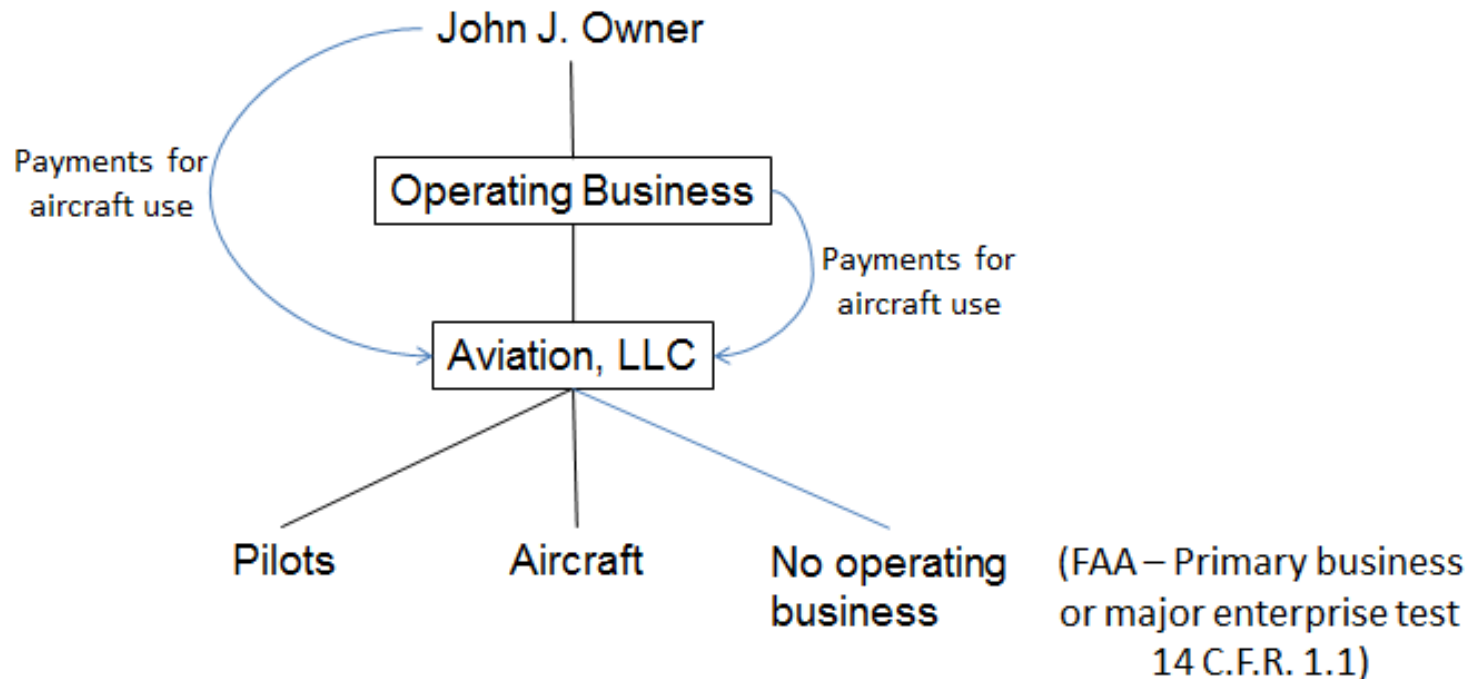 John J. Owner
Payments for
aircraft use
Operating Business
Payments for
aircraft use
Aviation, LLC
Pilots
Aircraft
No operating
business
(FAA – Primary business
or major enterprise test
14 C.F.R. 1.1)